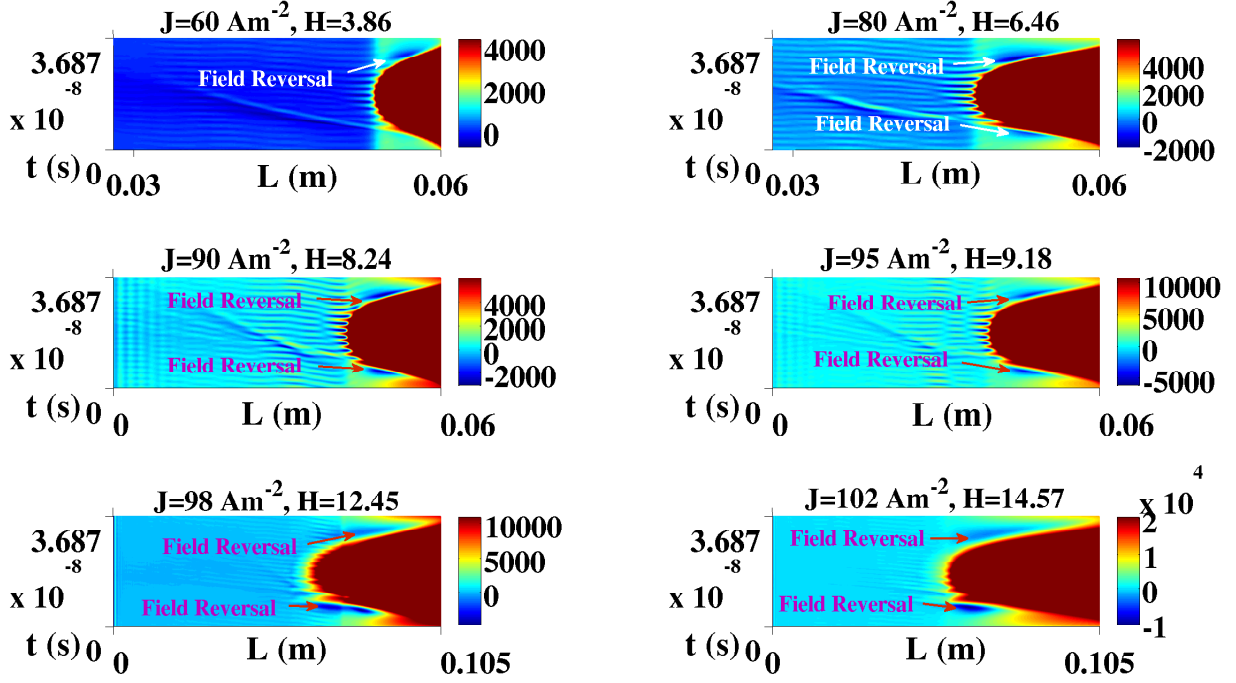 J=60 Am-2, H=3.86
3.687
-8
x 10
t (s) 0
Field Reversal
4000
2000
0
0.03 L (m) 0.06
J=80 Am-2, H=6.46
3.687
-8
x 10
t (s) 0
Field Reversal
Field Reversal
4000
2000
0
-2000
0.03 L (m) 0.06
J=90 Am-2, H=8.24
3.687
-8
x 10
t (s) 0
Field Reversal
Field Reversal
4000
2000
0
-2000
0 L (m) 0.06
J=95 Am-2, H=9.18
3.687
-8
x 10
t (s) 0
Field Reversal
Field Reversal
10000
5000
0
-5000
0 L (m) 0.06
J=98 Am-2, H=12.45
3.687
-8
x 10
t (s) 0
Field Reversal
Field Reversal
10000
5000
0
0 L (m) 0.105
J=102 Am-2, H=14.57
4
x 10
3.687
-8
x 10
t (s) 0
Field Reversal
Field Reversal
2
1
0
-1
0 L (m) 0.105